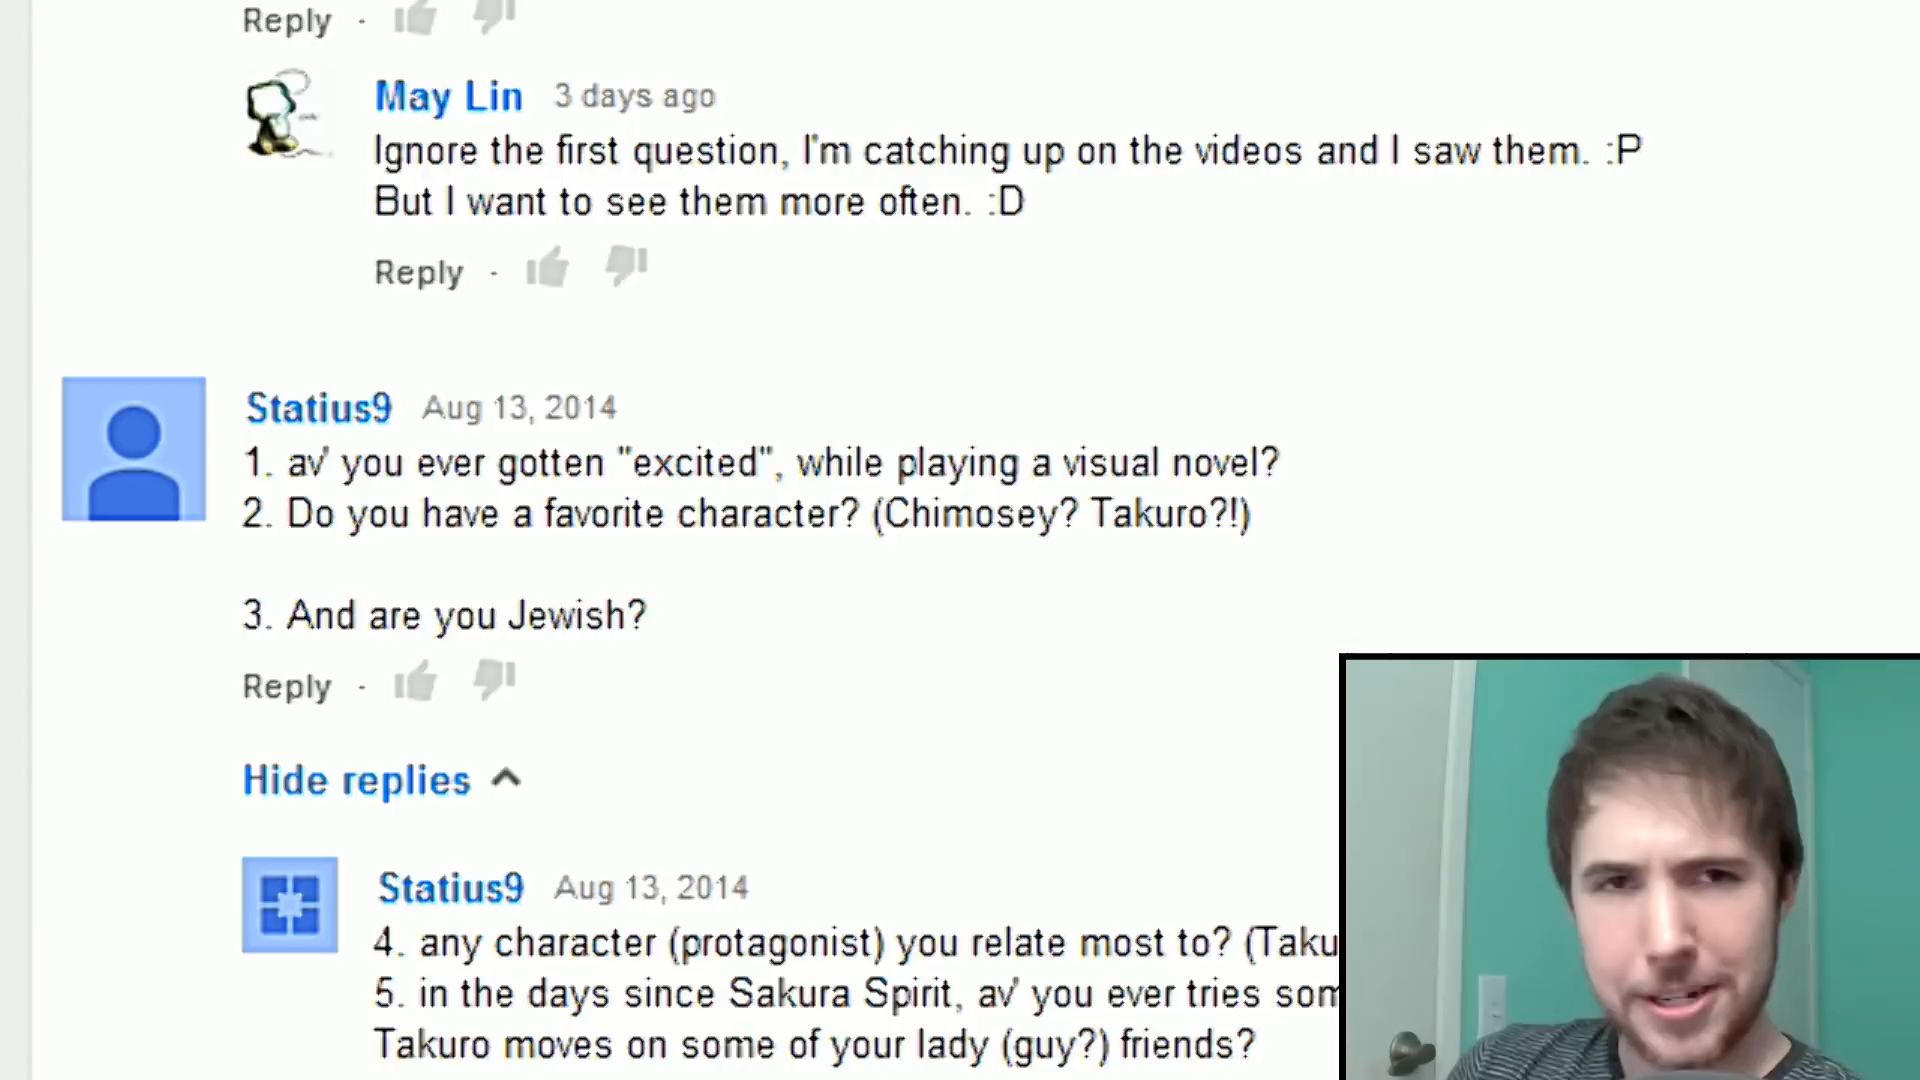 Reply ·
May Lin 3 days ago
Ignore the first question, I'm catching up on the videos and I saw them. :P
But I want to see them more often. :D
Reply ·
Statius9 Aug 13, 2014
1. av' you ever gotten "excited", while playing a visual novel?
2. Do you have a favorite character? (Chimosey? Takuro?!)
3. And are you Jewish?
Reply ·
Hide replies
Statius9 Aug 13, 2014
4. any character (protagonist) you relate most to? (Taku
5. in the days since Sakura Spirit, av' you ever tries som
Takuro moves on some of your lady (guy?) friends?